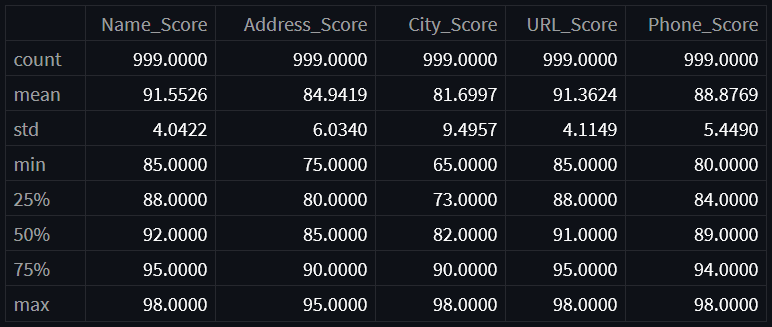 Name_Score Address_Score City_Score URL_Score Phone_Score
count 999.0000 999.0000 999.0000 999.0000 999.0000
mean 91.5526 84.9419 81.6997 91.3624 88.8769
std 4.0422 6.0340 9.4957 4.1149 5.4490
min 85.0000 75.0000 65.0000 85.0000 80.0000
25% 88.0000 80.0000 73.0000 88.0000 84.0000
50% 92.0000 85.0000 82.0000 91.0000 89.0000
75% 95.0000 90.0000 90.0000 95.0000 94.0000
max 98.0000 95.0000 98.0000 98.0000 98.0000